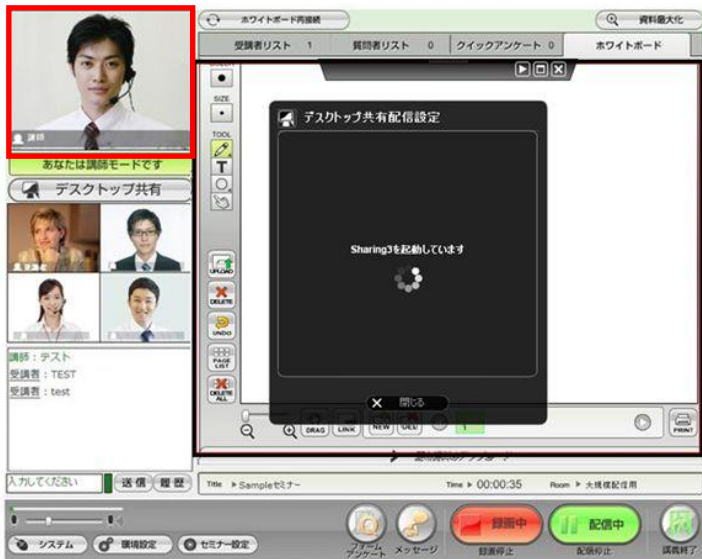 ホワイトボード再接続
資料最大化
受講者リスト 1
質問者リスト 0
クイックアンケート 0
ホワイトボード
講師
あなたは講師モードです
デスクトップ共有
SIZE
TOOL
T
UPLOAD
DELETE
UNDO
PAGE LIST
DELETE ALL
デスクトップ共有配信設定
Sharing3を起動しています
閉じる
DRAG
LINK
NEW
DEL
1
PRINT
講師：テスト
受講者：TEST
受講者：test
入力してください
送信
履歴
Title ▶ Sampleセミナー
Time ▶ 00:00:35
Room ▶ 大規模配信用
システム
環境設定
セミナー設定
フォーム
アンケート
メッセージ
録画中
録画停止
配信中
配信停止
講義終了